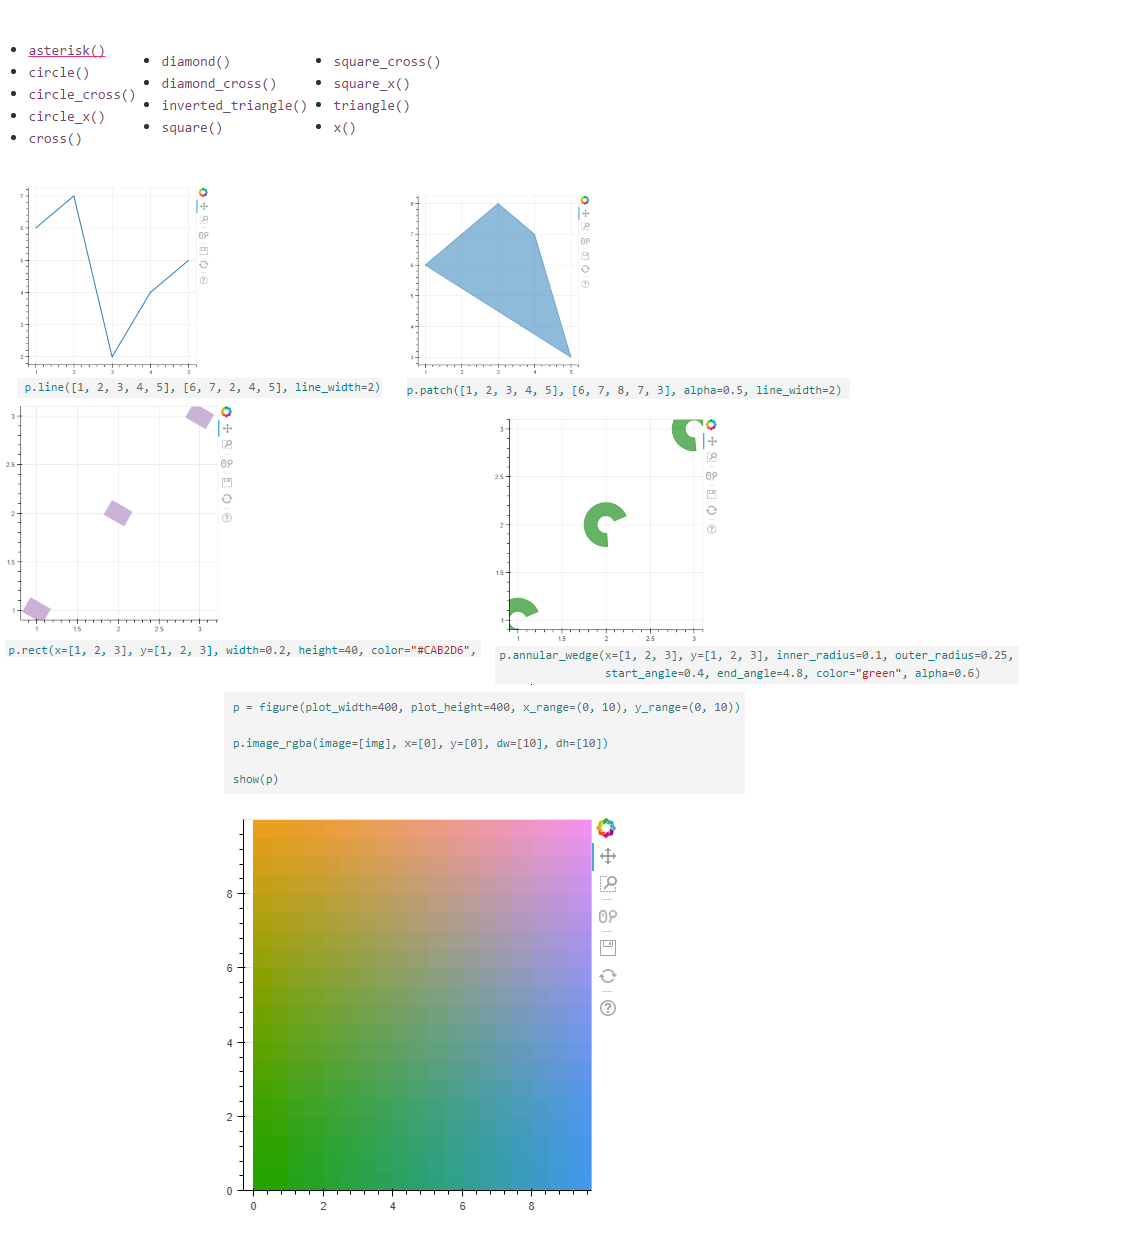 asterisk()
circle()
circle_cross()
circle_x()
cross()
diamond()
diamond_cross()
inverted_triangle()
square()
square_cross()
square_x()
triangle()
x()
7
6
5
4
3
2
1 2 3 4 5
p.line([1, 2, 3, 4, 5], [6, 7, 2, 4, 5], line_width=2)
8
7
6
5
4
3
1 2 3 4 5
p.patch([1, 2, 3, 4, 5], [6, 7, 8, 7, 3], alpha=0.5, line_width=2)
3
2.5
2
1.5
1
1 1.5 2 2.5 3
p.rect(x=[1, 2, 3], y=[1, 2, 3], width=0.2, height=40, color="#CAB2D6",
3
2.5
2
1.5
1
1 1.5 2 2.5 3
p.annular_wedge(x=[1, 2, 3], y=[1, 2, 3], inner_radius=0.1, outer_radius=0.25,
start_angle=0.4, end_angle=4.8, color="green", alpha=0.6)
p = figure(plot_width=400, plot_height=400, x_range=(0, 10), y_range=(0, 10))
p.image_rgba(image=[img], x=[0], y=[0], dw=[10], dh=[10])
show(p)
8
6
4
2
0
0 2 4 6 8